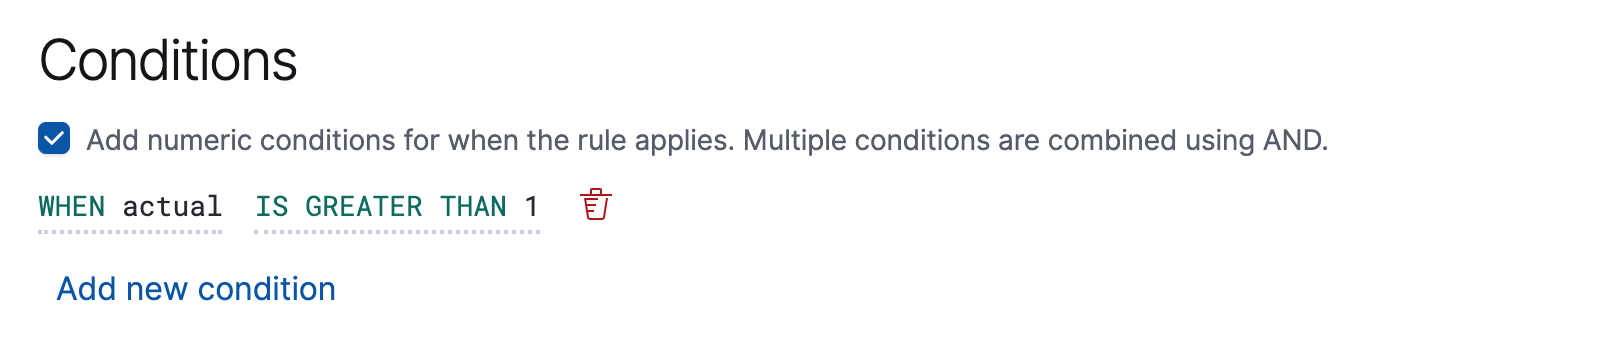 Conditions
Add numeric conditions for when the rule applies. Multiple conditions are combined using AND.
WHEN actual IS GREATER THAN 1
Add new condition